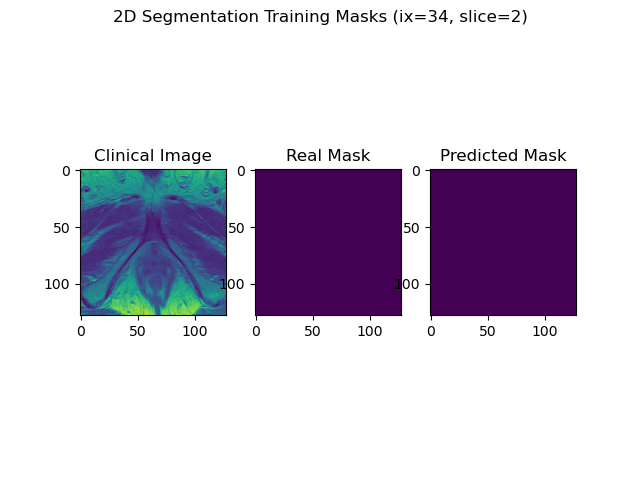 2D Segmentation Training Masks (ix=34, slice=2)
Clinical Image Real Mask Predicted Mask
0 0 0
50 50 50
100 100 100
0 50 100 0 50 100 0 50 100